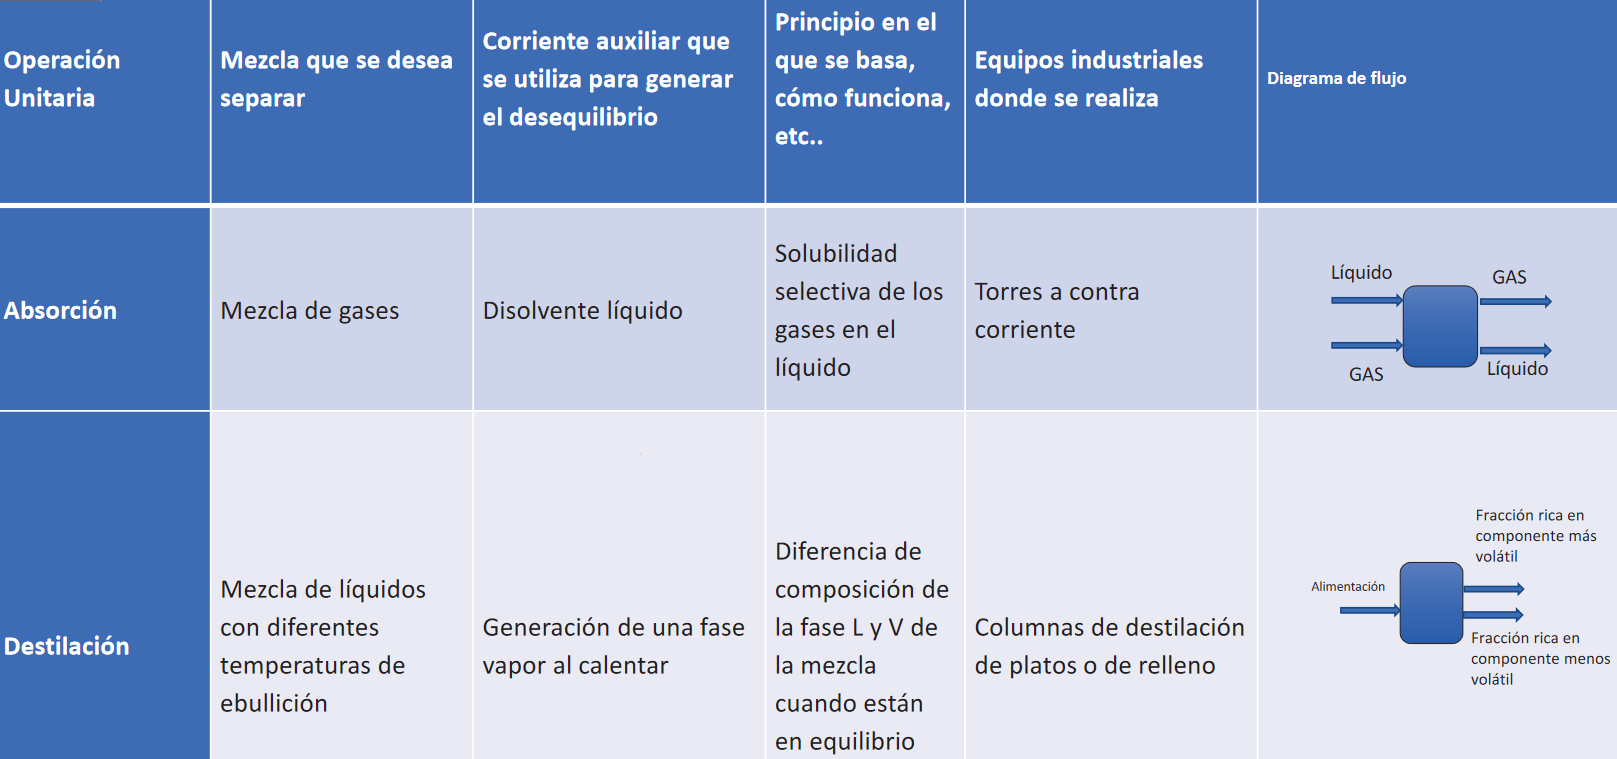 Operación
Unitaria
Mezcla que se desea
separar
Corriente auxiliar que
se utiliza para generar
el desequilibrio
Principio en el
que se basa,
cómo funciona,
etc..
Equipos industriales
donde se realiza
Diagrama de flujo
Absorción
Mezcla de gases
Disolvente líquido
Solubilidad
selectiva de los
gases en el
líquido
Torres a contra
corriente
Líquido
GAS
GAS
Líquido
Destilación
Mezcla de líquidos
con diferentes
temperaturas de
ebullición
Generación de una fase
vapor al calentar
Diferencia de
composición de
la fase L y V de
la mezcla
cuando están
en equilibrio
Columnas de destilación
de platos o de relleno
Alimentación
Fracción rica en
componente más
volátil
Fracción rica en
componente menos
volátil